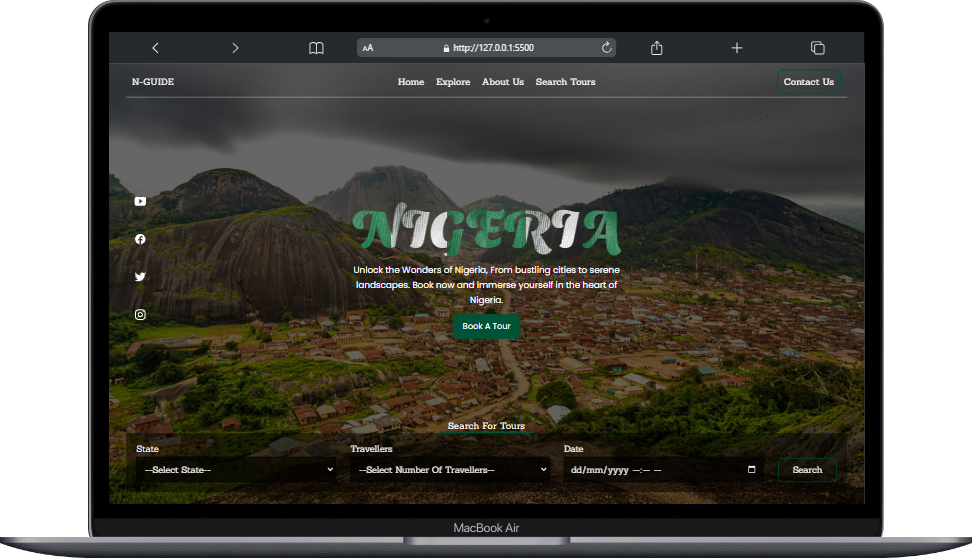 AA
http://127.0.0.1:5500
N-GUIDE
Home
Explore
About Us
Search Tours
Contact Us
NIGERIA
Unlock the Wonders of Nigeria, From bustling cities to serene
landscapes. Book now and immerse yourself in the heart of
Nigeria.
Book A Tour
Search For Tours
State
Travellers
Date
--Select State--
--Select Number Of Travellers--
dd/mm/yyyy --:-- --
Search
MacBook Air